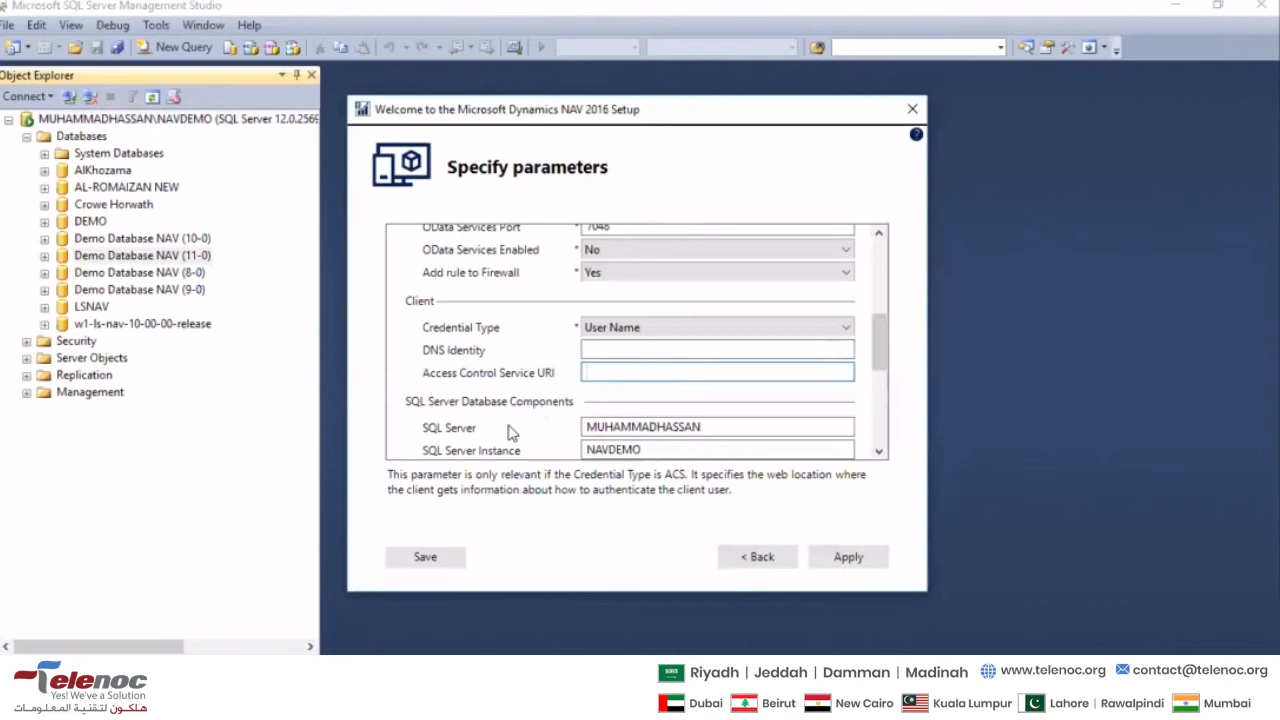 Microsoft SQL Server Management Studio
File Edit View Debug Tools Window Help
New Query
Object Explorer
Connect
MUHAMMADHASSAN\NAVDEMO (SQL Server 12.0.2569
Databases
System Databases
AlKhozama
AL-ROMAIZAN NEW
Crowe Horwath
DEMO
Demo Database NAV (10-0)
Demo Database NAV (11-0)
Demo Database NAV (8-0)
Demo Database NAV (9-0)
LSNAV
w1-ls-nav-10-00-00-release
Security
Server Objects
Replication
Management
Welcome to the Microsoft Dynamics NAV 2016 Setup
?
Specify parameters
OData Services Port * 7048
OData Services Enabled * No
Add rule to Firewall * Yes
Client
Credential Type * User Name
DNS Identity
Access Control Service URI
SQL Server Database Components
SQL Server MUHAMMADHASSAN
SQL Server Instance NAVDEMO
This parameter is only relevant if the Credential Type is ACS. It specifies the web location where
the client gets information about how to authenticate the client user.
Save < Back Apply
Telenoc
Yes! We've a Solution
هلكون لتقنية المعلومات
Riyadh | Jeddah | Damman | Madinah www.telenoc.org contact@telenoc.org
Dubai Beirut New Cairo Kuala Lumpur Lahore | Rawalpindi Mumbai